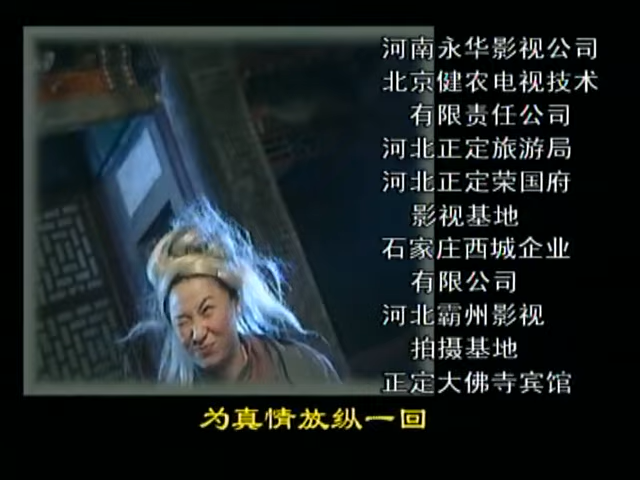 河南永华影视公司
北京健农电视技术
有限责任公司
河北正定旅游局
河北正定荣国府
影视基地
石家庄西城企业
有限公司
河北霸州影视
拍摄基地
正定大佛寺宾馆
为真情放纵一回